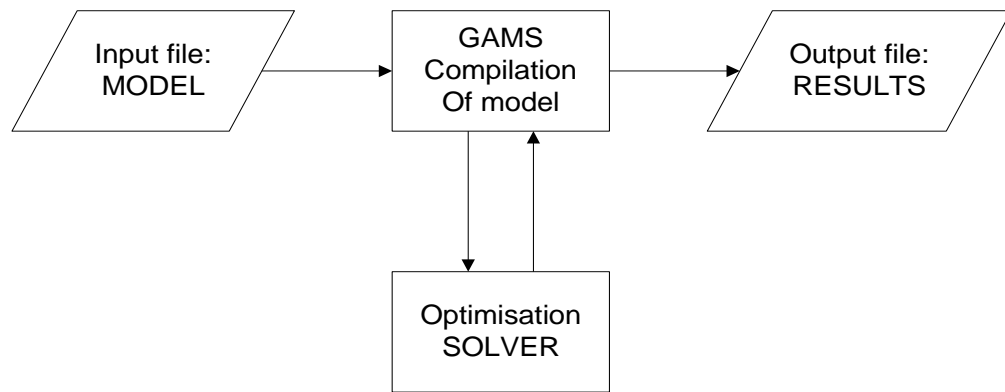 Input file:
MODEL
GAMS
Compilation
Of model
Output file:
RESULTS
Optimisation
SOLVER